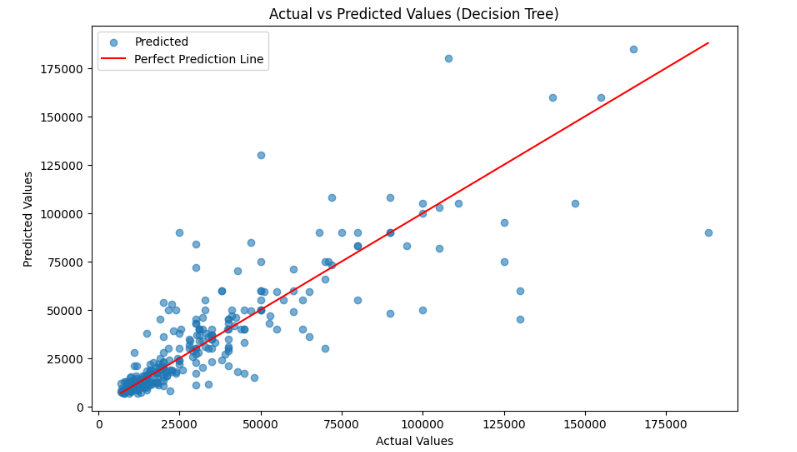 Actual vs Predicted Values (Decision Tree)
Predicted
Perfect Prediction Line
Predicted Values
175000
150000
125000
100000
75000
50000
25000
0
0 25000 50000 75000 100000 125000 150000 175000
Actual Values